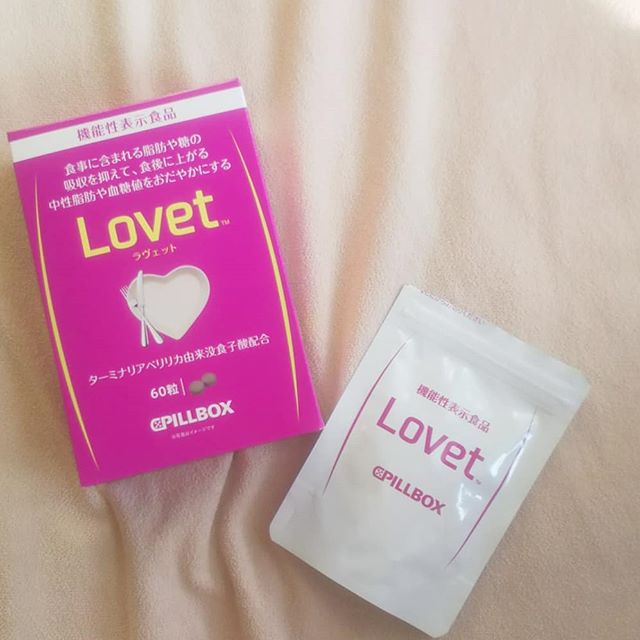 機能性表示食品
食事に含まれる脂肪や糖の
吸収を抑えて、食後に上がる
中性脂肪や血糖値をおだやかにする
Lovet™
ラヴェット
ターミナリアベリリカ由来没食子酸配合
60粒
PILLBOX
機能性表示食品
Lovet™
PILLBOX